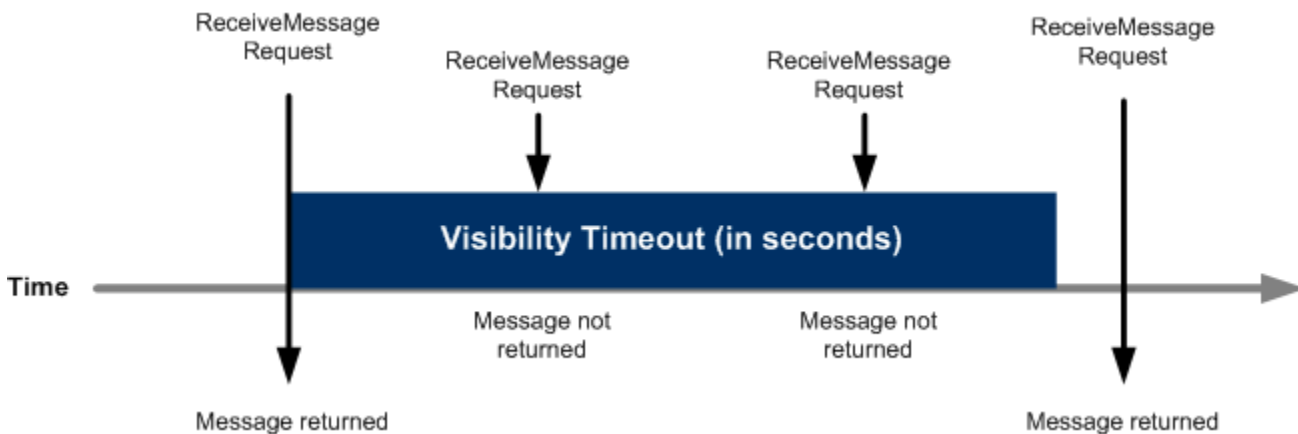 ReceiveMessage
Request
ReceiveMessage
Request
ReceiveMessage
Request
ReceiveMessage
Request
Visibility Timeout (in seconds)
Time
Message not
returned
Message not
returned
Message returned
Message returned